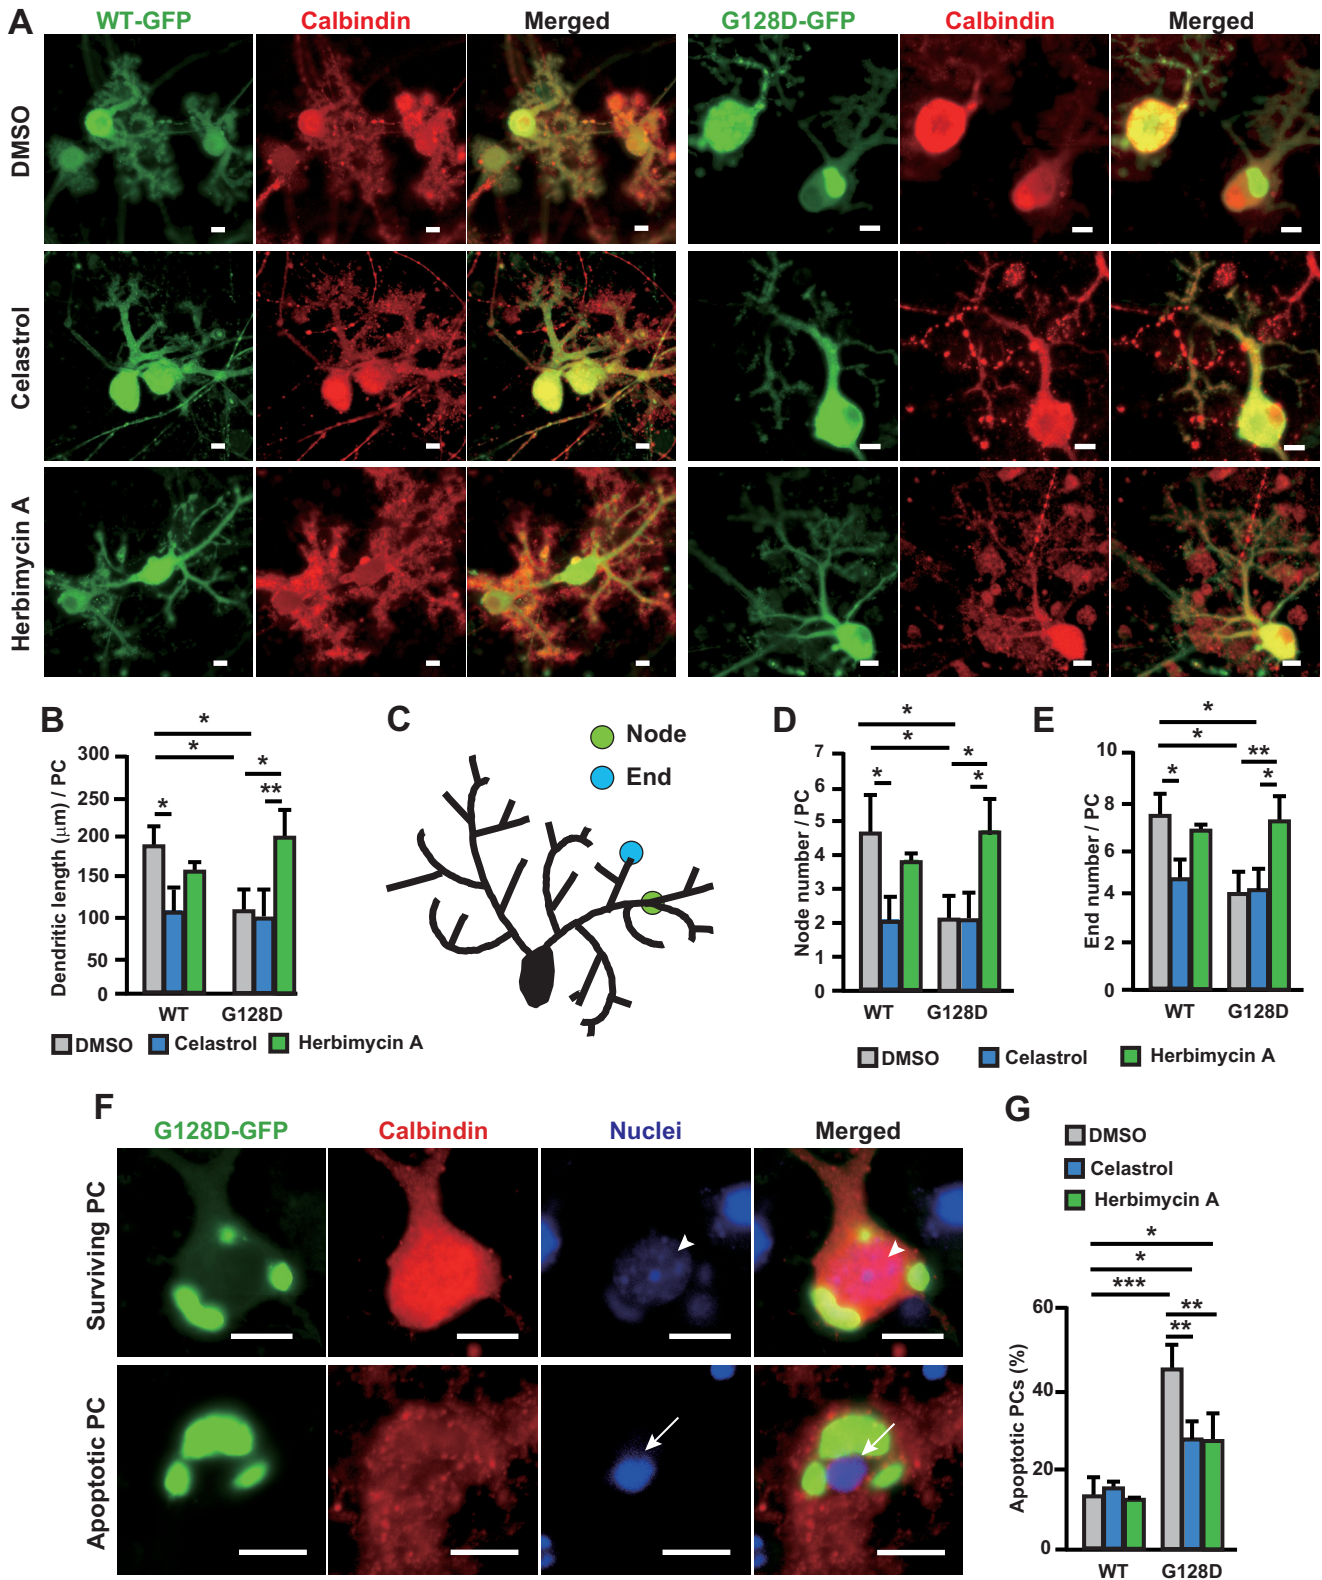 A
WT-GFP Calbindin Merged G128D-GFP Calbindin Merged
DMSO
Celastrol
Herbimycin A
B
*
*
*
*
**
300
250
200
150
100
50
0
Dendritic length (μm) / PC
WT G128D
DMSO Celastrol Herbimycin A
C
Node
End
D
*
*
*
*
*
7
6
5
4
3
2
1
0
Node number / PC
WT G128D
E
*
*
**
*
*
10
8
6
4
2
0
End number / PC
WT G128D
DMSO Celastrol Herbimycin A
F
G128D-GFP Calbindin Nuclei Merged
Surviving PC
Apoptotic PC
G
DMSO
Celastrol
Herbimycin A
*
*
***
**
**
60
40
20
0
Apoptotic PCs (%)
WT G128D